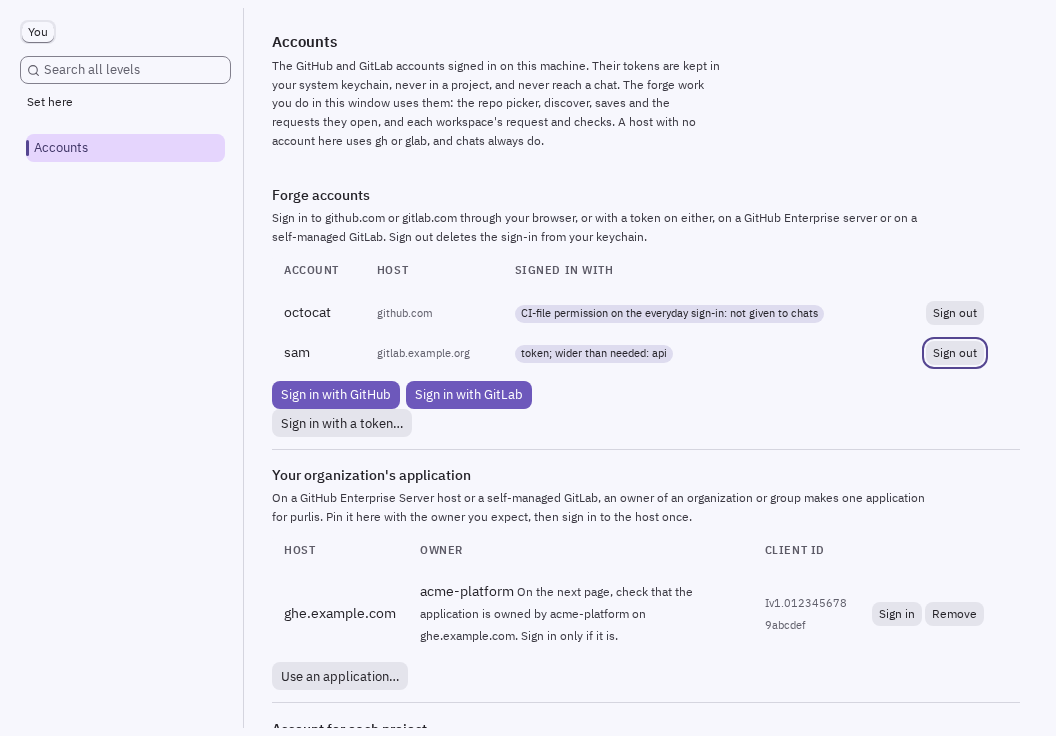 You
Search all levels
Set here
Accounts
Accounts
The GitHub and GitLab accounts signed in on this machine. Their tokens are kept in
your system keychain, never in a project, and never reach a chat. The forge work
you do in this window uses them: the repo picker, discover, saves and the
requests they open, and each workspace's request and checks. A host with no
account here uses gh or glab, and chats always do.
Forge accounts
Sign in to github.com or gitlab.com through your browser, or with a token on either, on a GitHub Enterprise server or on a
self-managed GitLab. Sign out deletes the sign-in from your keychain.
ACCOUNT HOST SIGNED IN WITH
octocat github.com CI-file permission on the everyday sign-in: not given to chats Sign out
sam gitlab.example.org token; wider than needed: api Sign out
Sign in with GitHub Sign in with GitLab
Sign in with a token…
Your organization's application
On a GitHub Enterprise Server host or a self-managed GitLab, an owner of an organization or group makes one application
for purlis. Pin it here with the owner you expect, then sign in to the host once.
HOST OWNER CLIENT ID
ghe.example.com acme-platform On the next page, check that the
application is owned by acme-platform on
ghe.example.com. Sign in only if it is.
Iv1.012345678
9abcdef
Sign in Remove
Use an application…
Account for each project